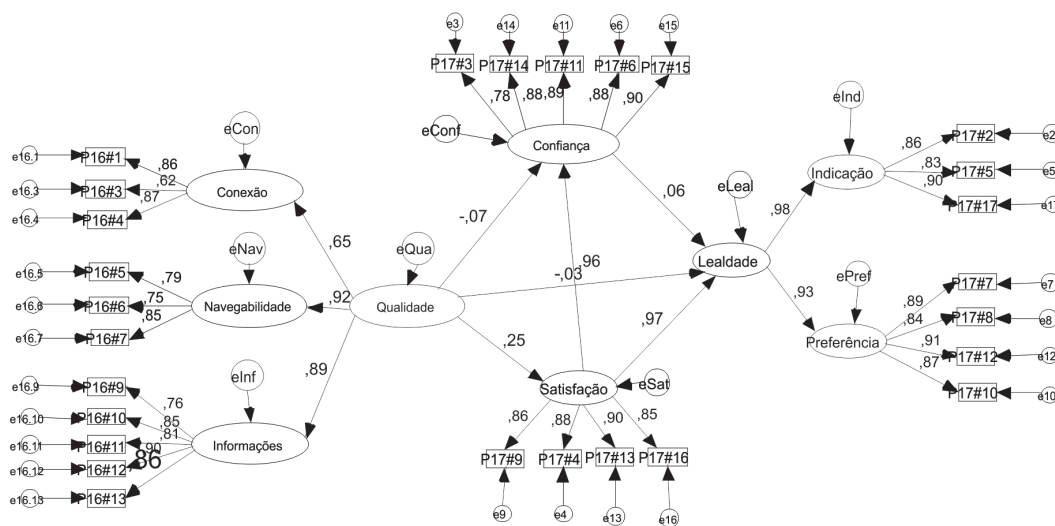 e3
e14
e11
e6
e15
P17#3
P17#14
P17#11
P17#6
P17#15
,78
,88
,89
,88
,90
eConf
Confiança
eCon
e16.1
P16#1
,86
e16.3
P16#3
,62
e16.4
P16#4
,87
Conexão
,65
-,07
eNav
e16.5
P16#5
,79
e16.6
P16#6
,75
e16.7
P16#7
,85
Navegabilidade
,92
eQua
Qualidade
,89
,25
-,03
,96
,06
eLeal
Lealdade
,97
,98
,93
eInd
Indicação
,86
P17#2
e2
,83
P17#5
e5
,90
P17#17
e17
ePref
Preferência
,89
P17#7
e7
,84
P17#8
e8
,91
P17#12
e12
,87
P17#10
e10
eInf
Informações
e16.9
P16#9
,76
e16.10
P16#10
,85
e16.11
P16#11
,81
e16.12
P16#12
,90
e16.13
P16#13
,86
Satisfação
eSat
,86
,88
,90
,85
P17#9
P17#4
P17#13
P17#16
e9
e4
e13
e16